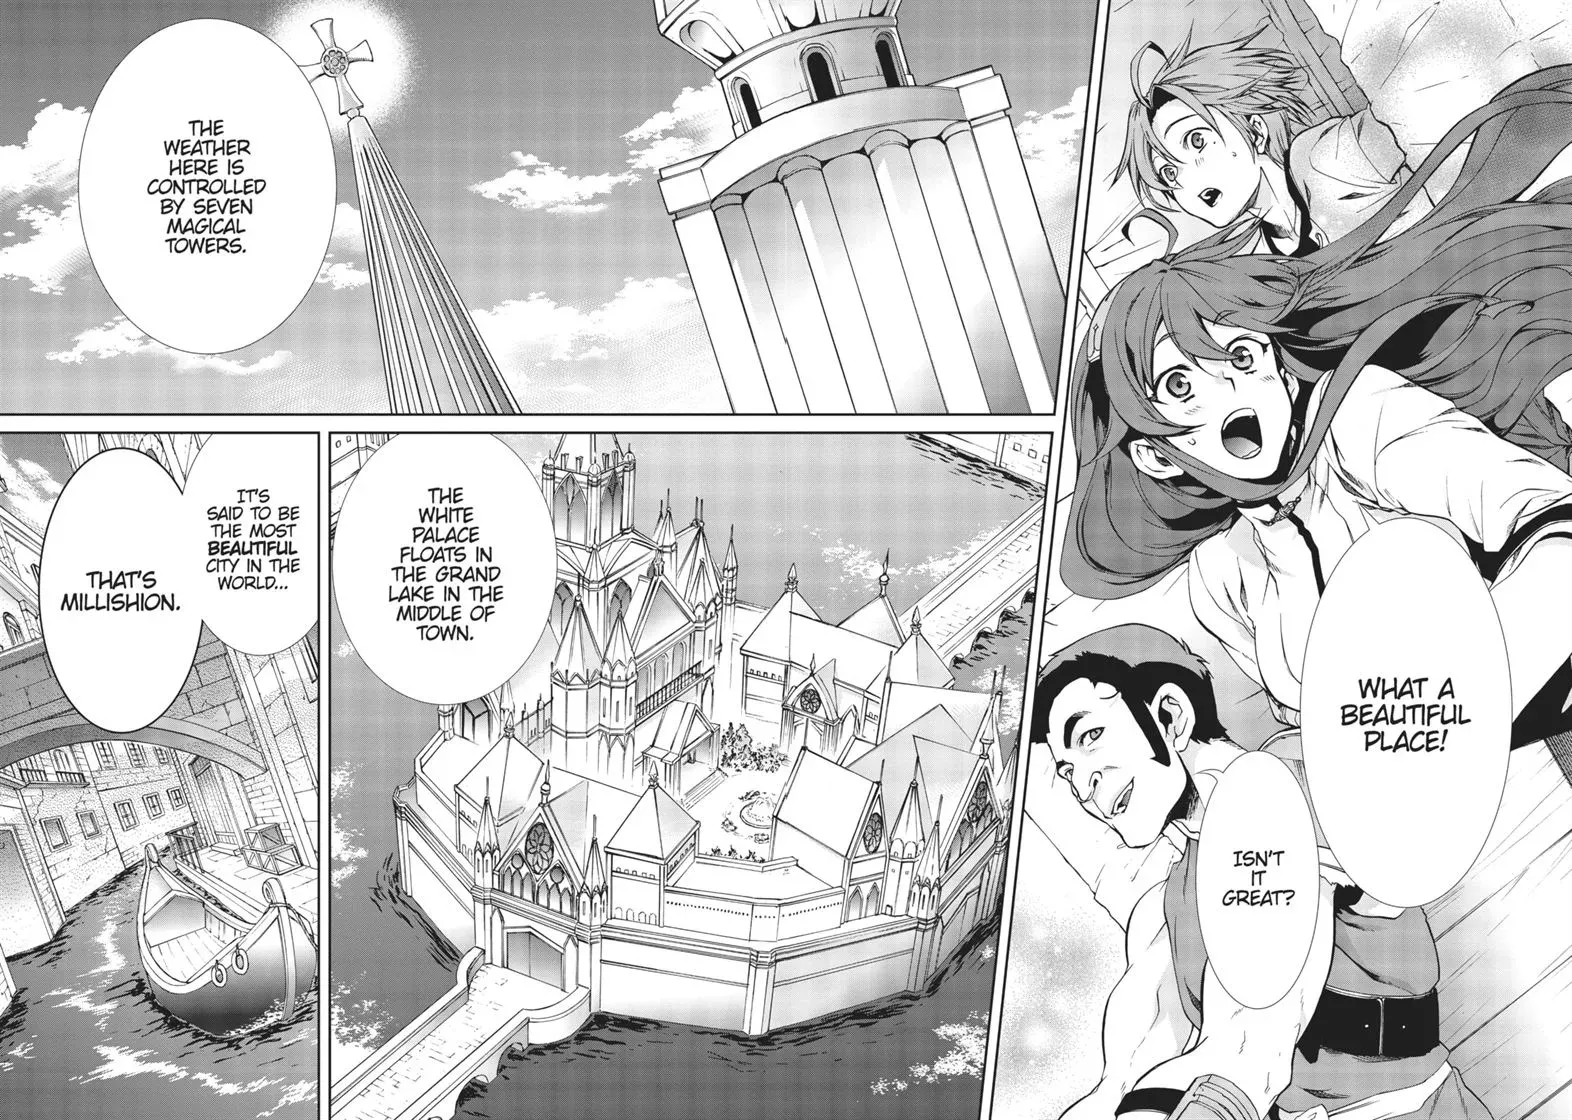 WHAT A
BEAUTIFUL
PLACE!
ISN'T
IT
GREAT?
THE
WEATHER
HERE IS
CONTROLLED
BY SEVEN
MAGICAL
TOWERS.
THE
WHITE
PALACE
FLOATS IN
THE GRAND
LAKE IN THE
MIDDLE OF
TOWN.
IT'S
SAID TO BE
THE MOST
BEAUTIFUL
CITY IN THE
WORLD...
THAT'S
MILLISHION.